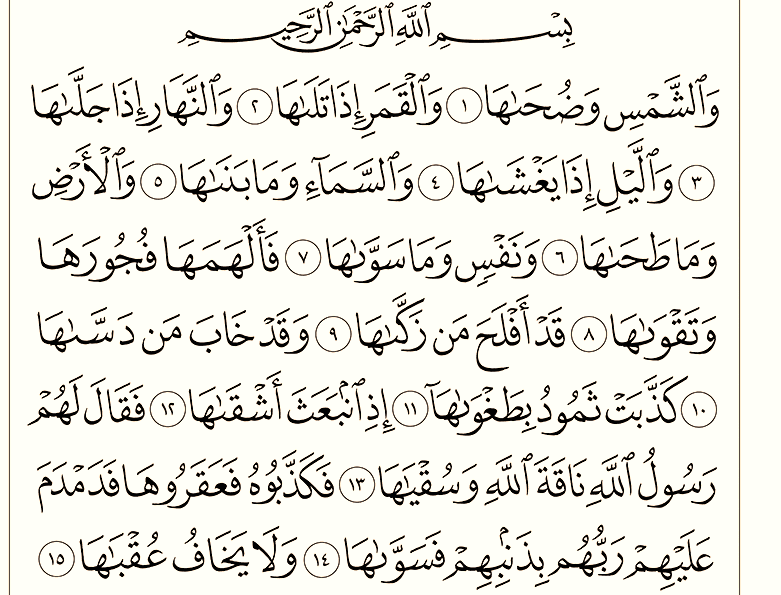 بِسۡمِ ٱللَّهِ ٱلرَّحۡمَٰنِ ٱلرَّحِيمِ
وَٱلشَّمۡسِ وَضُحَىٰهَا ١ وَٱلۡقَمَرِ إِذَا تَلَىٰهَا ٢ وَٱلنَّهَارِ إِذَا جَلَّىٰهَا
٣ وَٱلَّيۡلِ إِذَا يَغۡشَىٰهَا ٤ وَٱلسَّمَآءِ وَمَا بَنَىٰهَا ٥ وَٱلۡأَرۡضِ
وَمَا طَحَىٰهَا ٦ وَنَفۡسٖ وَمَا سَوَّىٰهَا ٧ فَأَلۡهَمَهَا فُجُورَهَا
وَتَقۡوَىٰهَا ٨ قَدۡ أَفۡلَحَ مَن زَكَّىٰهَا ٩ وَقَدۡ خَابَ مَن دَسَّىٰهَا
١٠ كَذَّبَتۡ ثَمُودُ بِطَغۡوَىٰهَآ ١١ إِذِ ٱنۢبَعَثَ أَشۡقَىٰهَا ١٢ فَقَالَ لَهُمۡ
رَسُولُ ٱللَّهِ نَاقَةَ ٱللَّهِ وَسُقۡيَٰهَا ١٣ فَكَذَّبُوهُ فَعَقَرُوهَا فَدَمۡدَمَ
عَلَيۡهِمۡ رَبُّهُم بِذَنۢبِهِمۡ فَسَوَّىٰهَا ١٤ وَلَا يَخَافُ عُقۡبَٰهَا ١٥